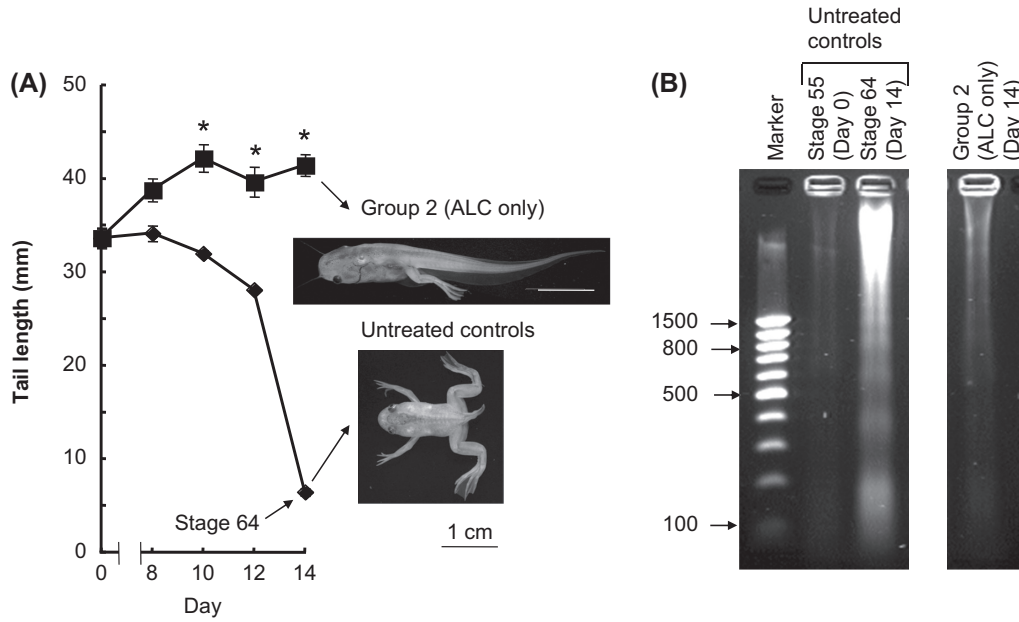 (A)
50
40
30
20
10
0
Tail length (mm)
*
*
*
Group 2 (ALC only)
Untreated controls
Stage 64
1 cm
0
8
10
12
14
Day
(B)
Untreated
controls
Marker
Stage 55
(Day 0)
Stage 64
(Day 14)
Group 2
(ALC only)
(Day 14)
1500
800
500
100